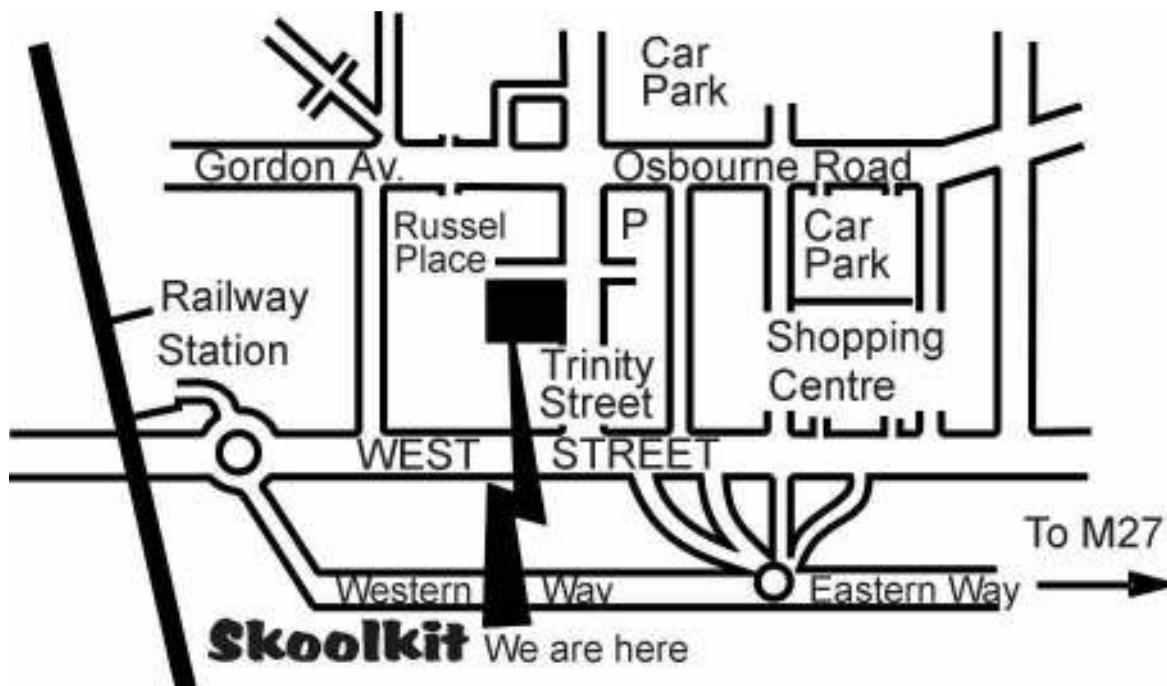 Car
Park
Gordon Av.
Osbourne Road
Russel
Place
P
Car
Park
Railway
Station
Shopping
Centre
Trinity
Street
WEST STREET
To M27
Western Way
Eastern Way
Skoolkit We are here